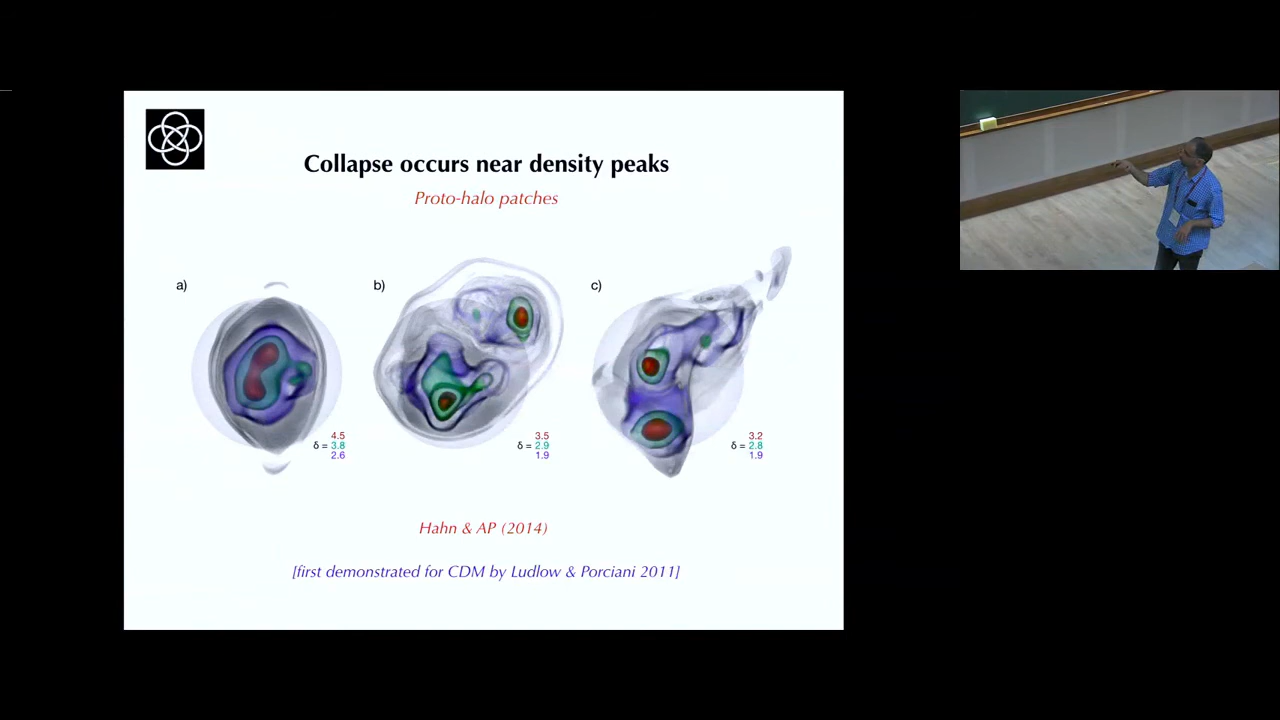 Collapse occurs near density peaks
Proto-halo patches
a)
b)
c)
4.5
δ = 3.8
2.6
3.5
δ = 2.9
1.9
3.2
δ = 2.8
1.9
Hahn & AP (2014)
[first demonstrated for CDM by Ludlow & Porciani 2011]